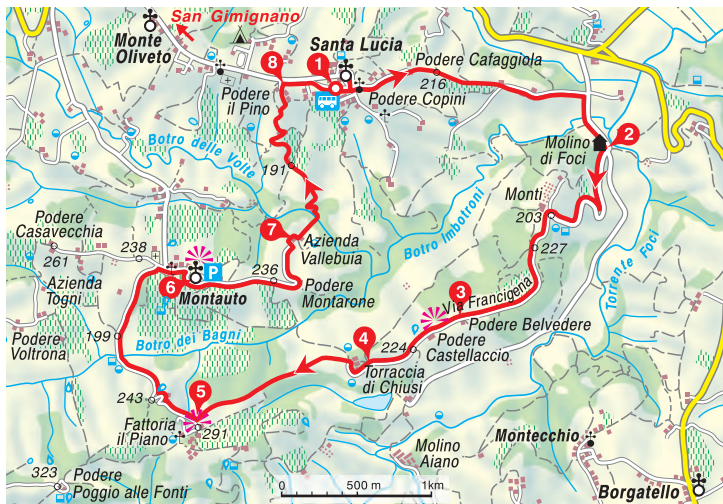 San Gimignano
Monte
Oliveto
Santa Lucia
8
1
Podere Cafaggiola
216
Podere
il Pino
Podere Copini
2
Molino
di Foci
Botro delle Volte
191
Monti
203
Botro Imbotroni
227
Torrente Foci
Podere
Casavecchia
261
238
7
Azienda
Vallebuia
Azienda
Togni
6
P
Montauto
236
Podere
Montarone
3
Via Francigena
Podere Belvedere
199
Podere
Voltrona
Botro dei Bagni
4
224
Podere
Castellaccio
Torraccia
di Chiusi
5
243
Fattoria
il Piano
291
Molino
Aiano
Montecchio
323
Podere
Poggio alle Fonti
0
500 m
1km
Borgatello